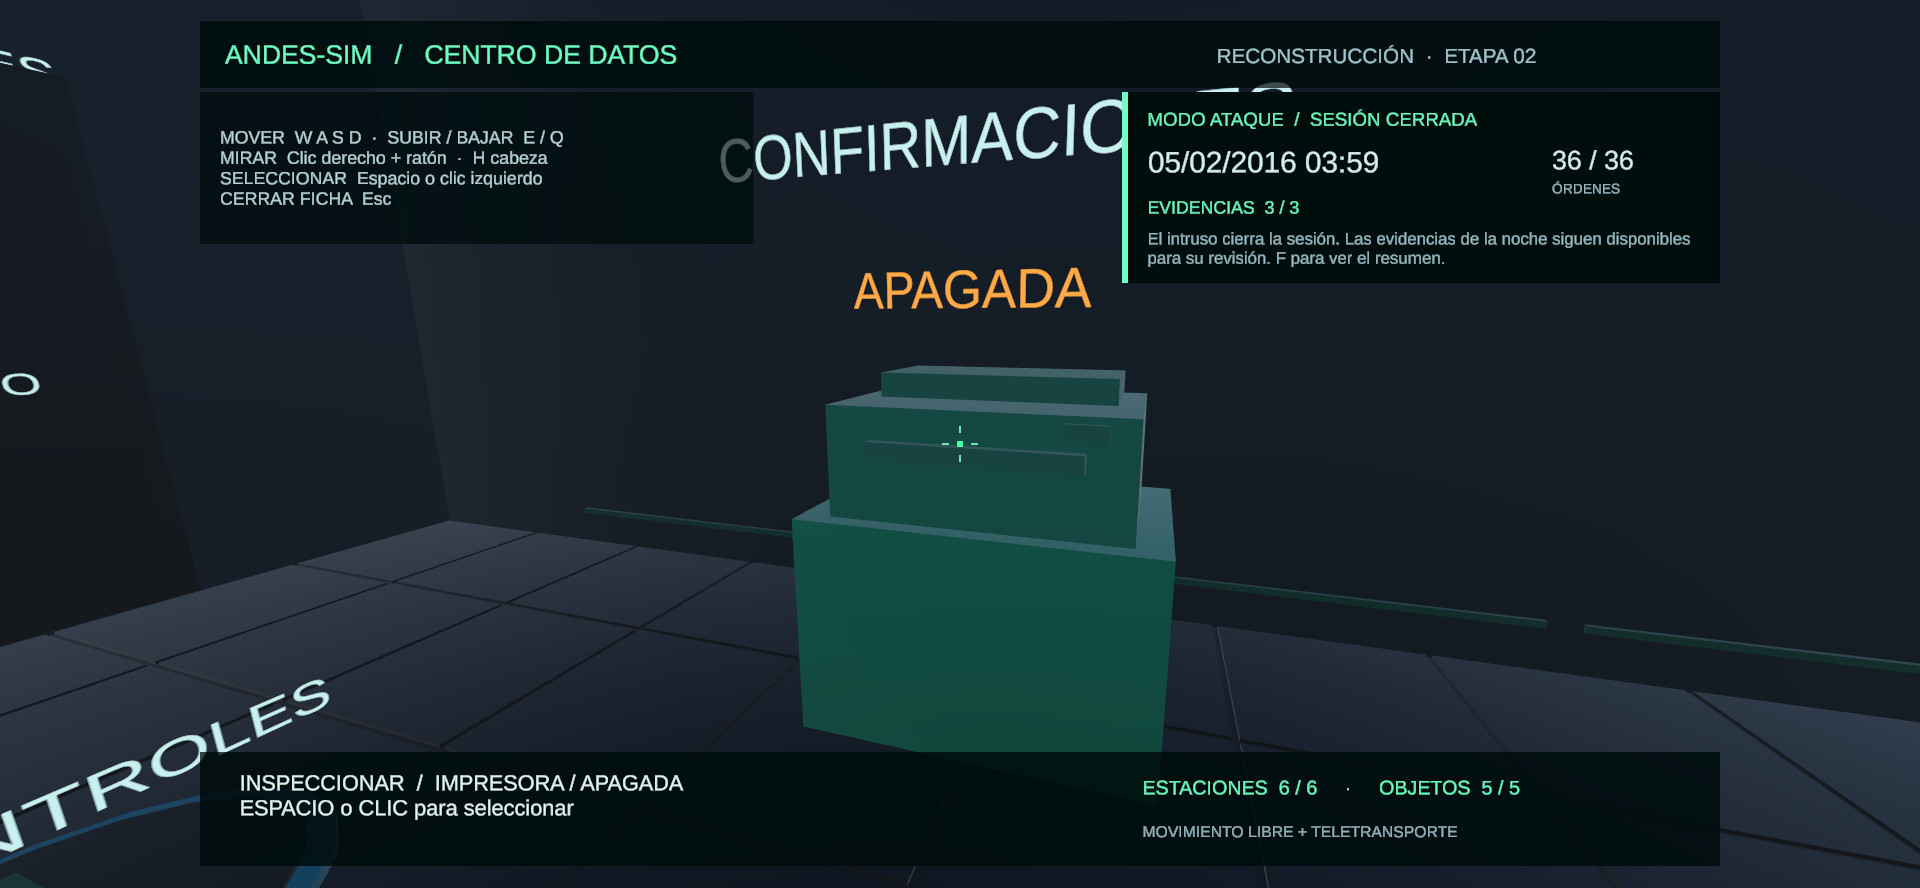 ANDES-SIM / CENTRO DE DATOS
RECONSTRUCCIÓN · ETAPA 02
MOVER W A S D · SUBIR / BAJAR E / Q
MIRAR Clic derecho + ratón · H cabeza
SELECCIONAR Espacio o clic izquierdo
CERRAR FICHA Esc
MODO ATAQUE / SESIÓN CERRADA
05/02/2016 03:59
36 / 36
ÓRDENES
EVIDENCIAS 3 / 3
El intruso cierra la sesión. Las evidencias de la noche siguen disponibles
para su revisión. F para ver el resumen.
APAGADA
INSPECCIONAR / IMPRESORA / APAGADA
ESPACIO o CLIC para seleccionar
ESTACIONES 6 / 6 · OBJETOS 5 / 5
MOVIMIENTO LIBRE + TELETRANSPORTE